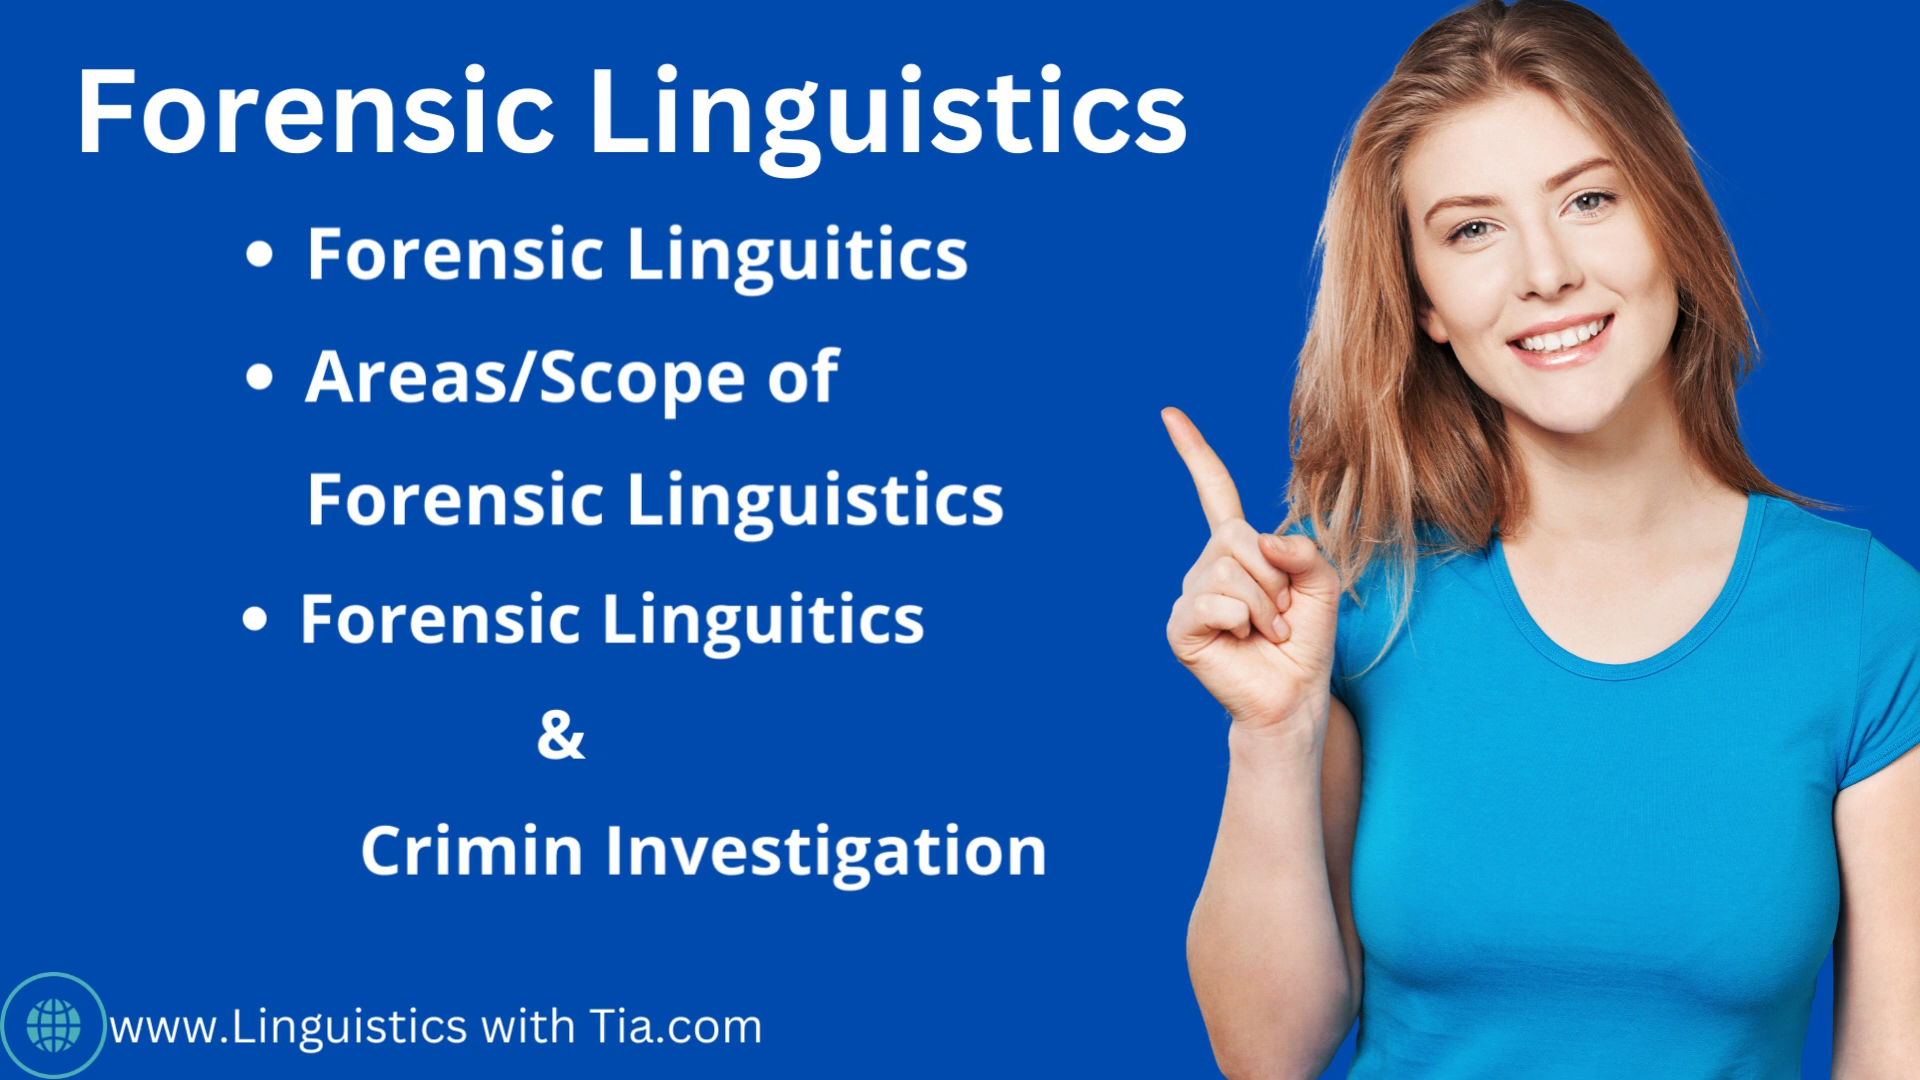 Forensic Linguistics
• Forensic Linguitics
• Areas/Scope of
Forensic Linguistics
• Forensic Linguitics
&
Crimin Investigation
www.Linguistics with Tia.com